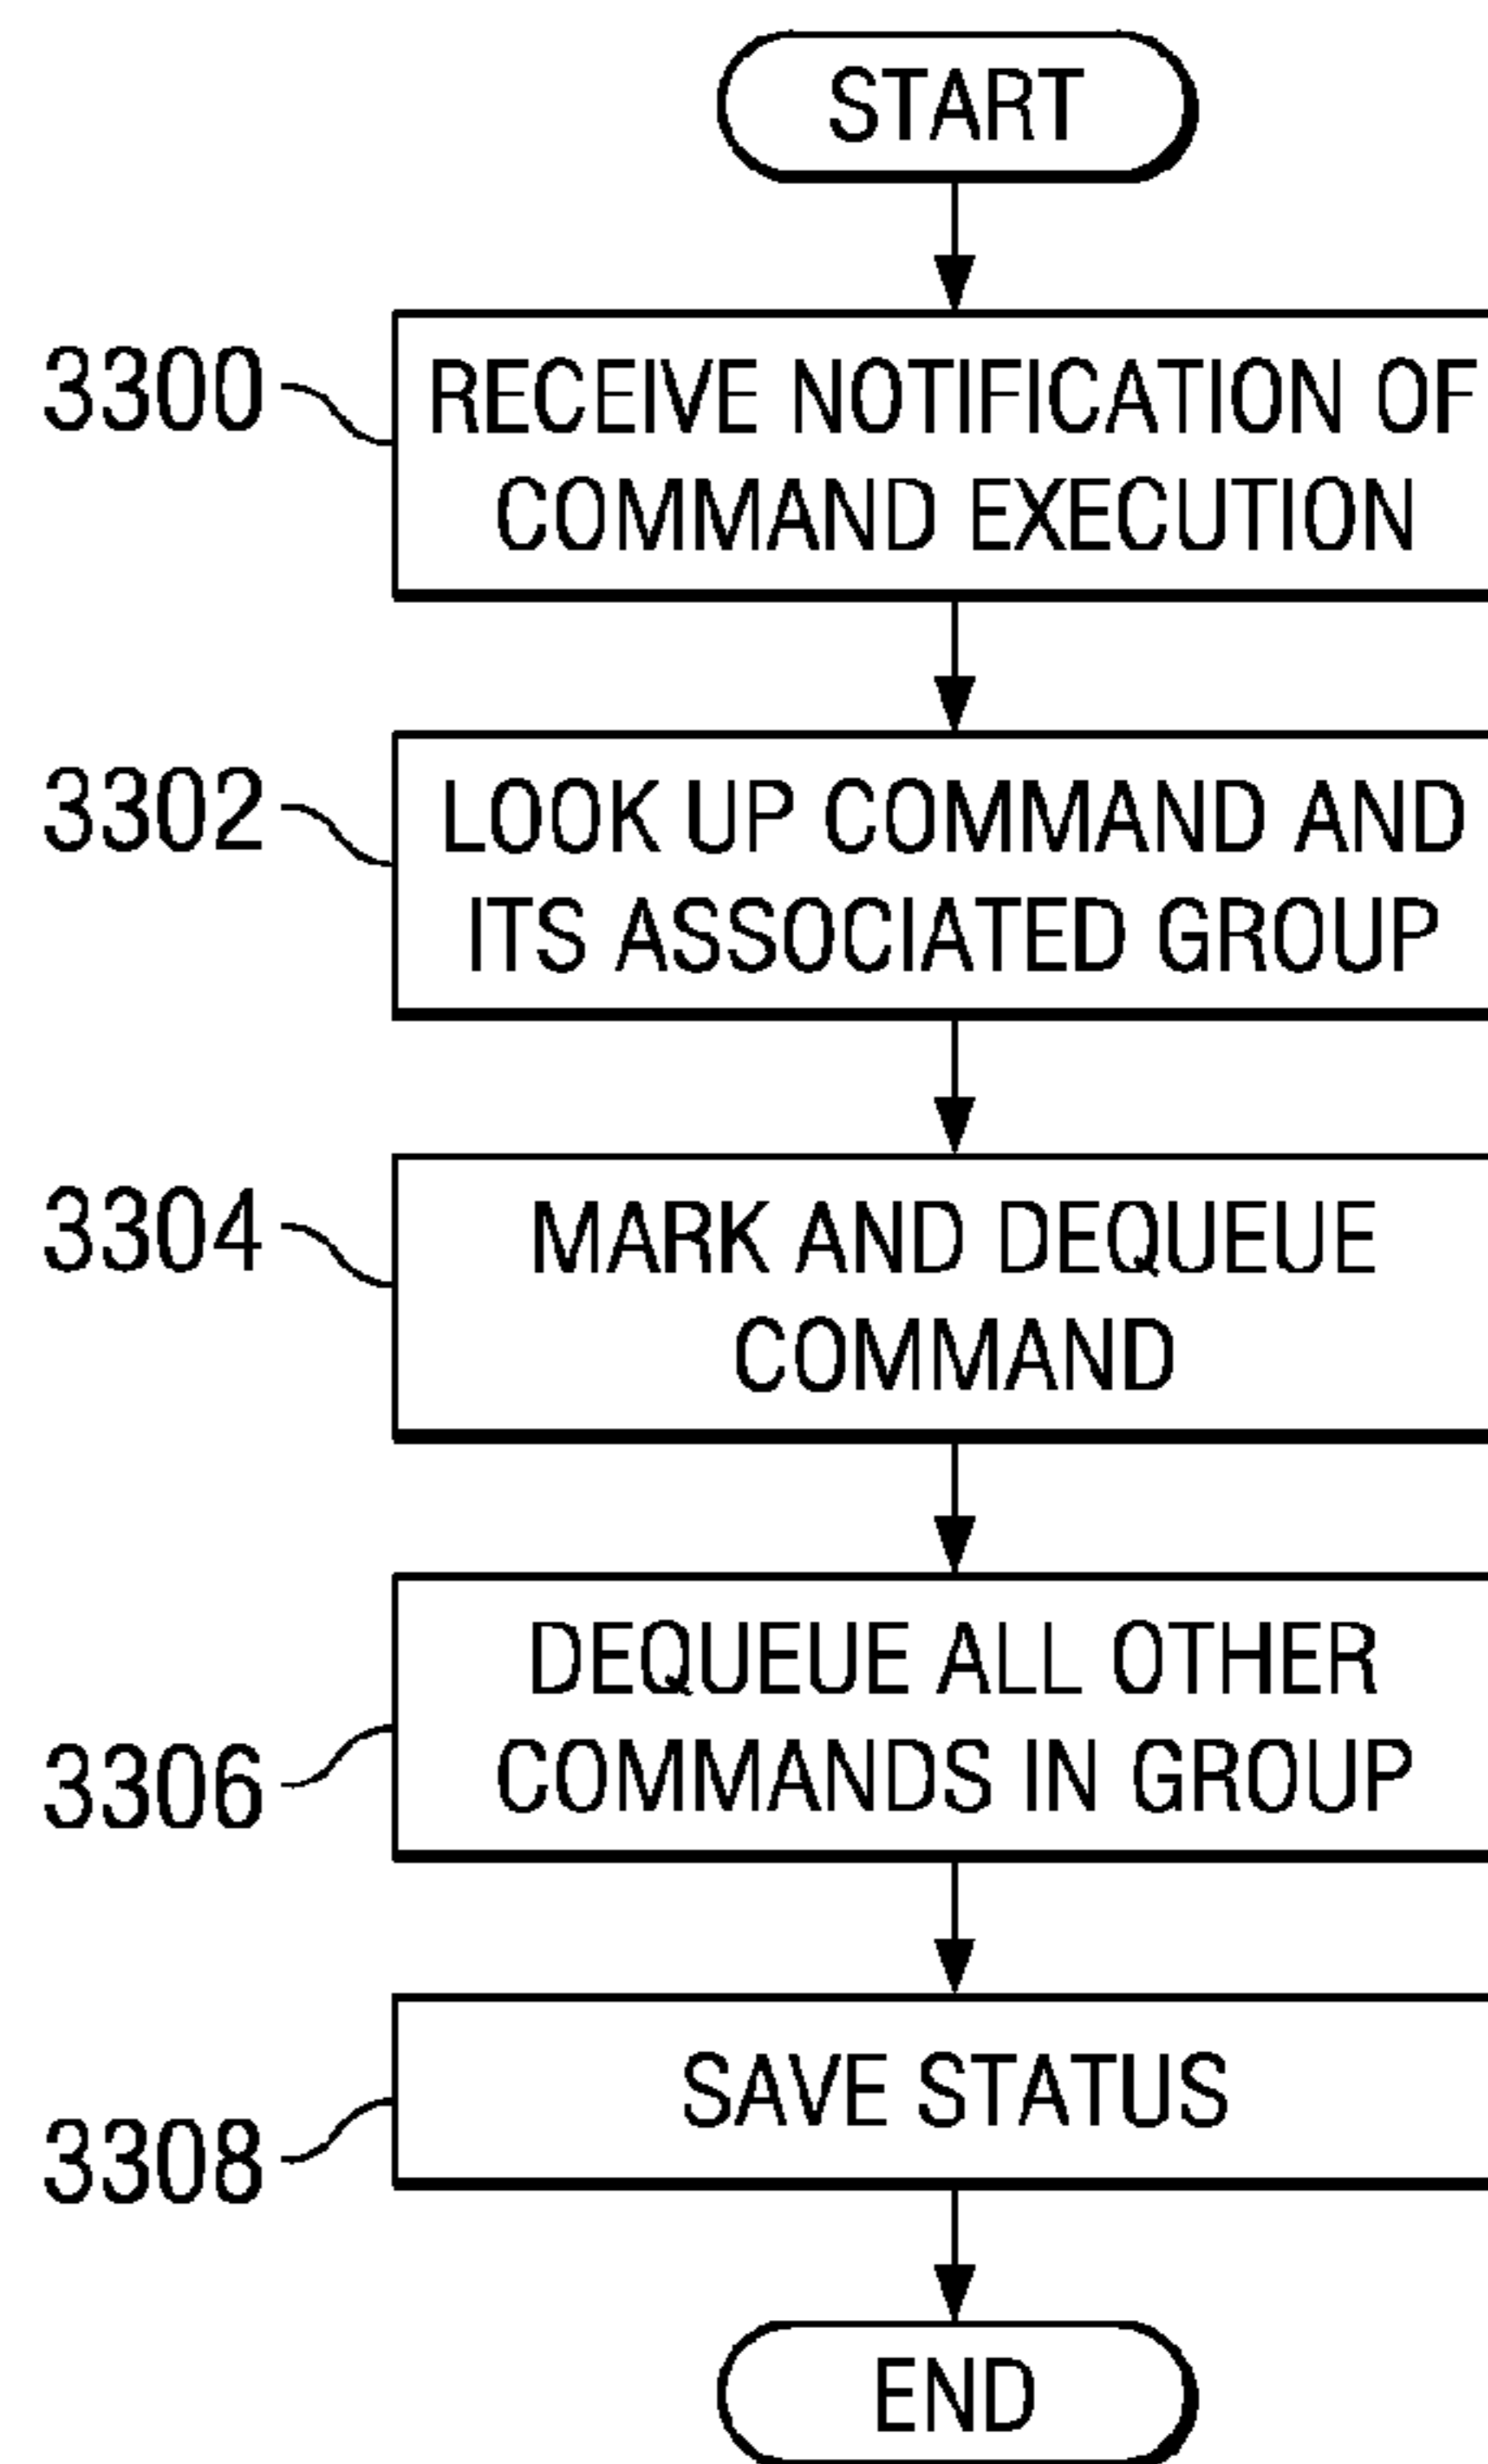 START
3300
RECEIVE NOTIFICATION OF
COMMAND EXECUTION
3302
LOOK UP COMMAND AND
ITS ASSOCIATED GROUP
3304
MARK AND DEQUEUE
COMMAND
DEQUEUE ALL OTHER
COMMANDS IN GROUP
3306
SAVE STATUS
3308
END